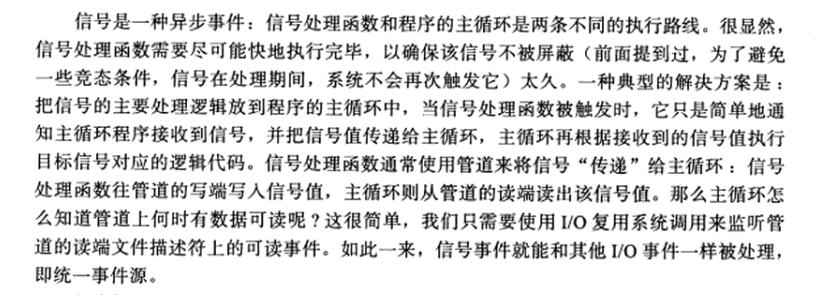 信号是一种异步事件：信号处理函数和程序的主循环是两条不同的执行路线。很显然，
信号处理函数需要尽可能快地执行完毕，以确保该信号不被屏蔽（前面提到过，为了避免
一些竞态条件，信号在处理期间，系统不会再次触发它）太久。一种典型的解决方案是：
把信号的主要处理逻辑放到程序的主循环中，当信号处理函数被触发时，它只是简单地通
知主循环程序接收到信号，并把信号值传递给主循环，主循环再根据接收到的信号值执行
目标信号对应的逻辑代码。信号处理函数通常使用管道来将信号“传递”给主循环：信号
处理函数往管道的写端写入信号值，主循环则从管道的读端读出该信号值。那么主循环怎
么知道管道上何时有数据可读呢？这很简单，我们只需要使用 I/O 复用系统调用来监听管
道的读端文件描述符上的可读事件。如此一来，信号事件就能和其他 I/O 事件一样被处理，
即统一事件源。